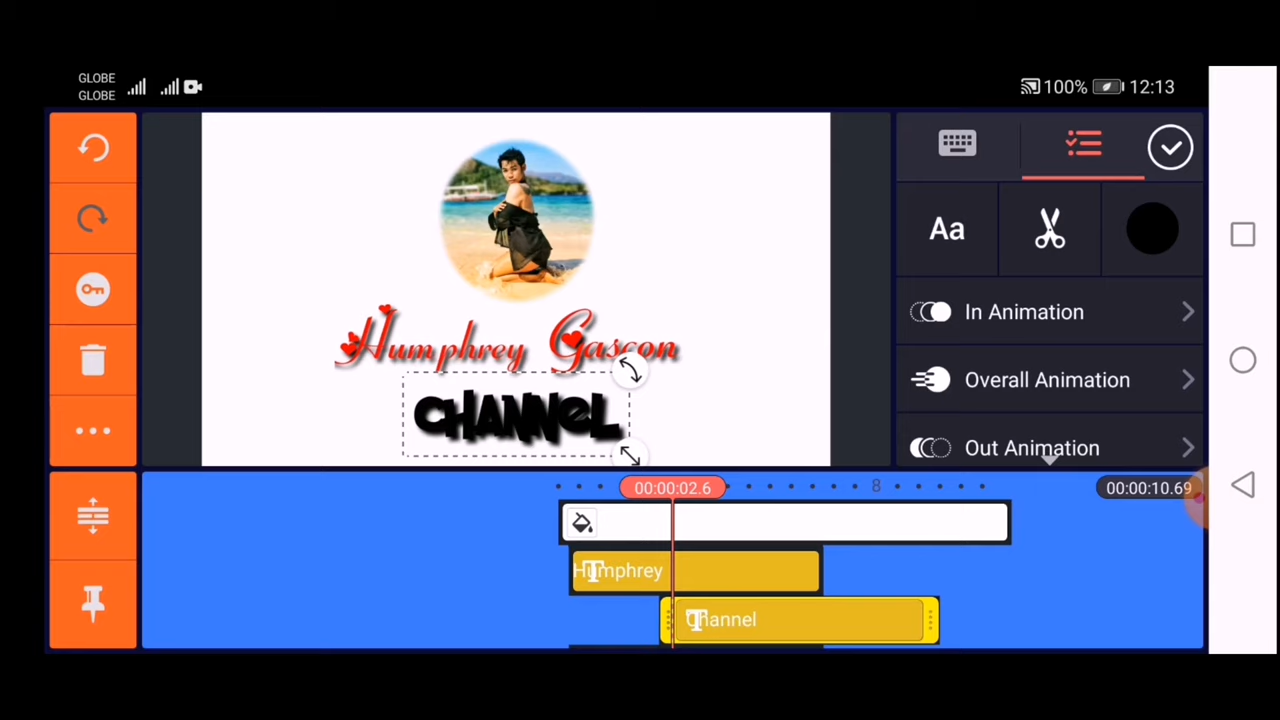 GLOBE
GLOBE
100% 12:13
Humphrey Gascon
CHANNEL
Aa
In Animation
Overall Animation
Out Animation
00:00:02.6
8
00:00:10.69
Humphrey
Channel